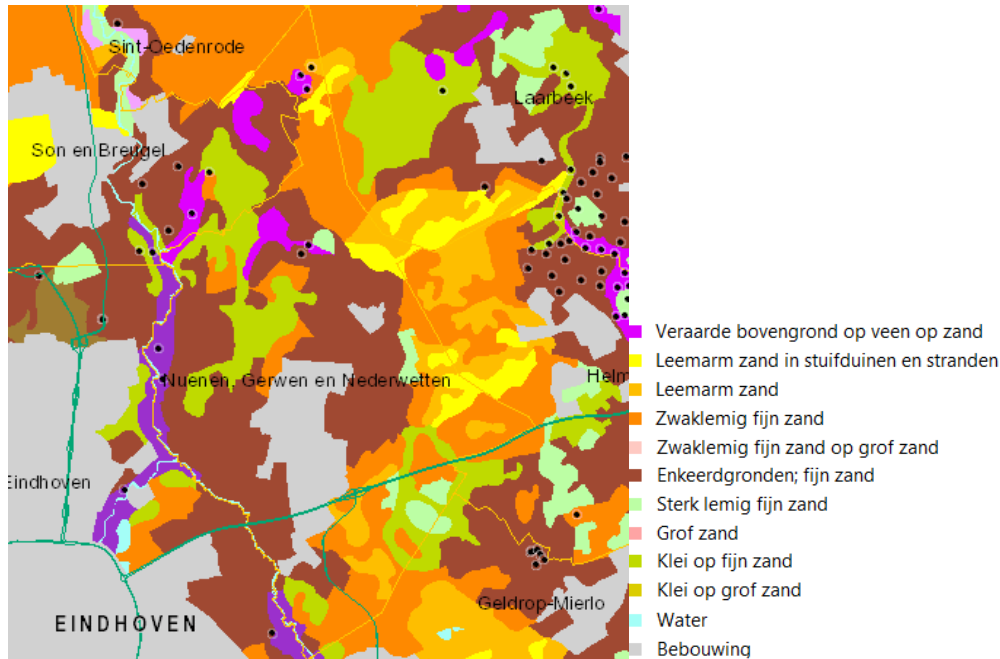 Sint-Oedenrode
Laarbeek
Son en Breugel
Nuenen, Gerwen en Nederwetten
Helm
Eindhoven
Geldrop-Mierlo
EINDHOVEN
Veraarde bovengrond op veen op zand
Leemarm zand in stuifduinen en stranden
Leemarm zand
Zwaklemig fijn zand
Zwaklemig fijn zand op grof zand
Enkeerdgronden; fijn zand
Sterk lemig fijn zand
Grof zand
Klei op fijn zand
Klei op grof zand
Water
Bebouwing